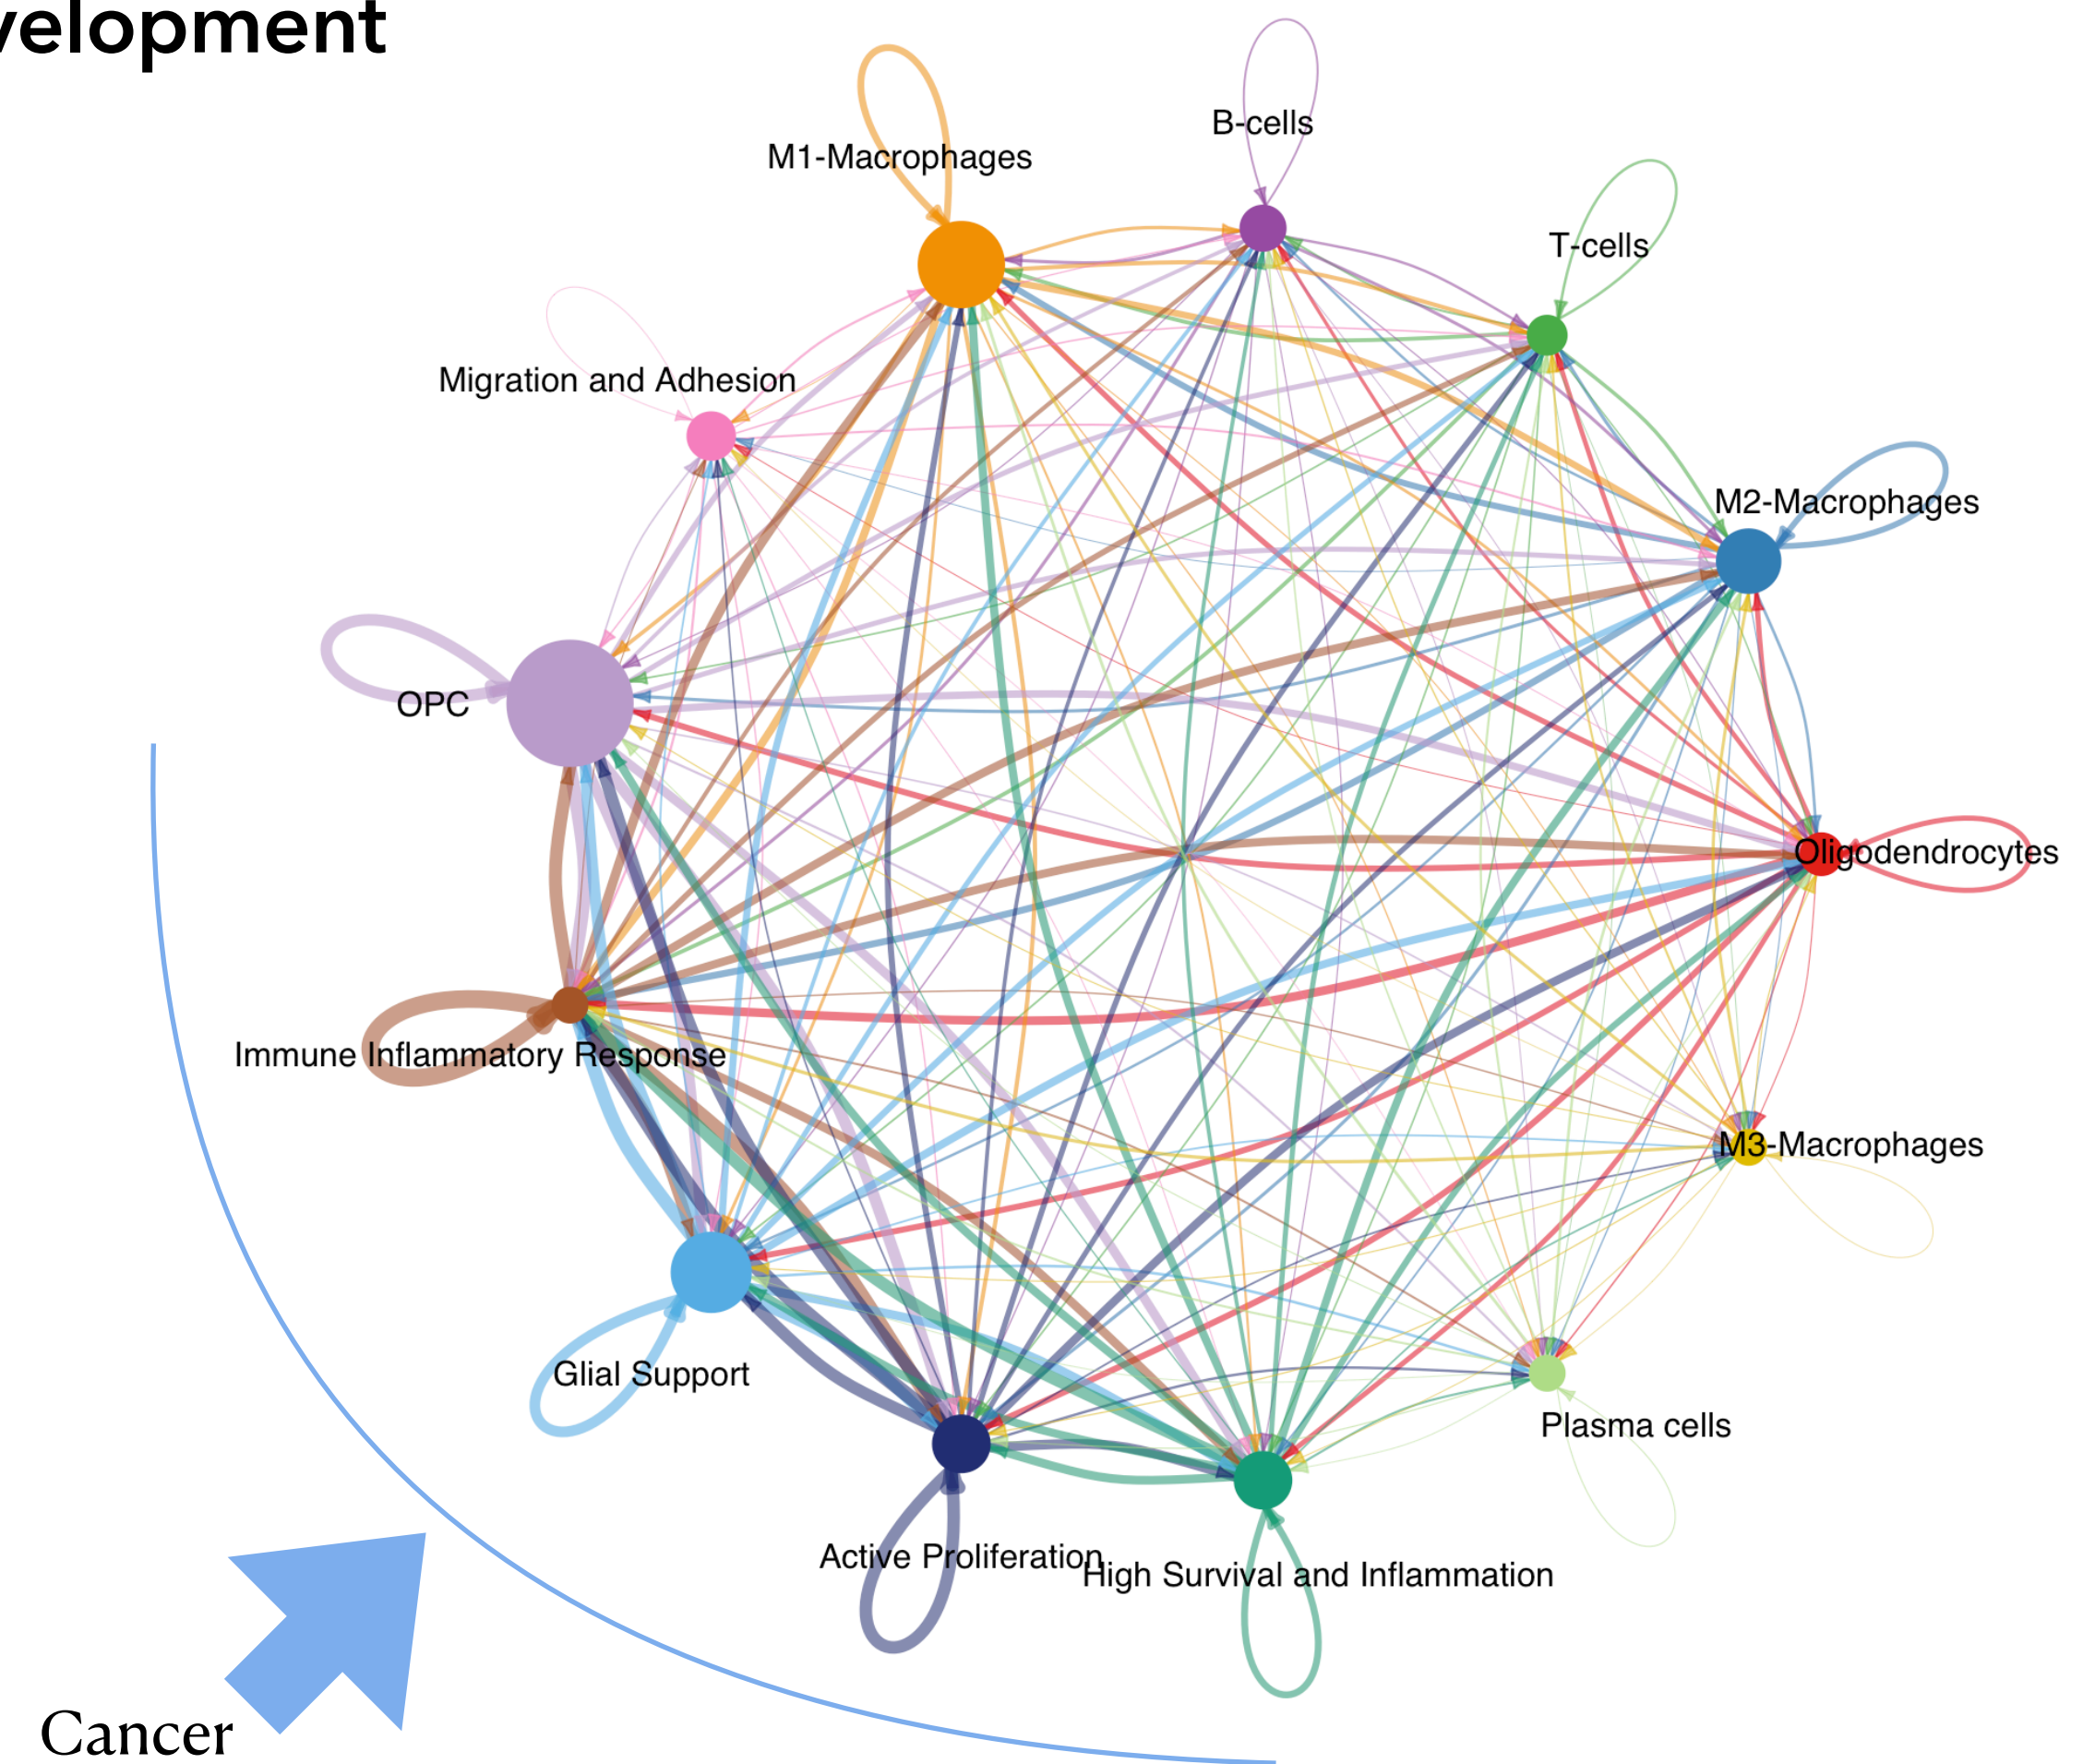 velopment
B-cells
M1-Macrophages
T-cells
Migration and Adhesion
M2-Macrophages
OPC
Oligodendrocytes
Immune Inflammatory Response
M3-Macrophages
Glial Support
Plasma cells
Active Proliferation
High Survival and Inflammation
Cancer